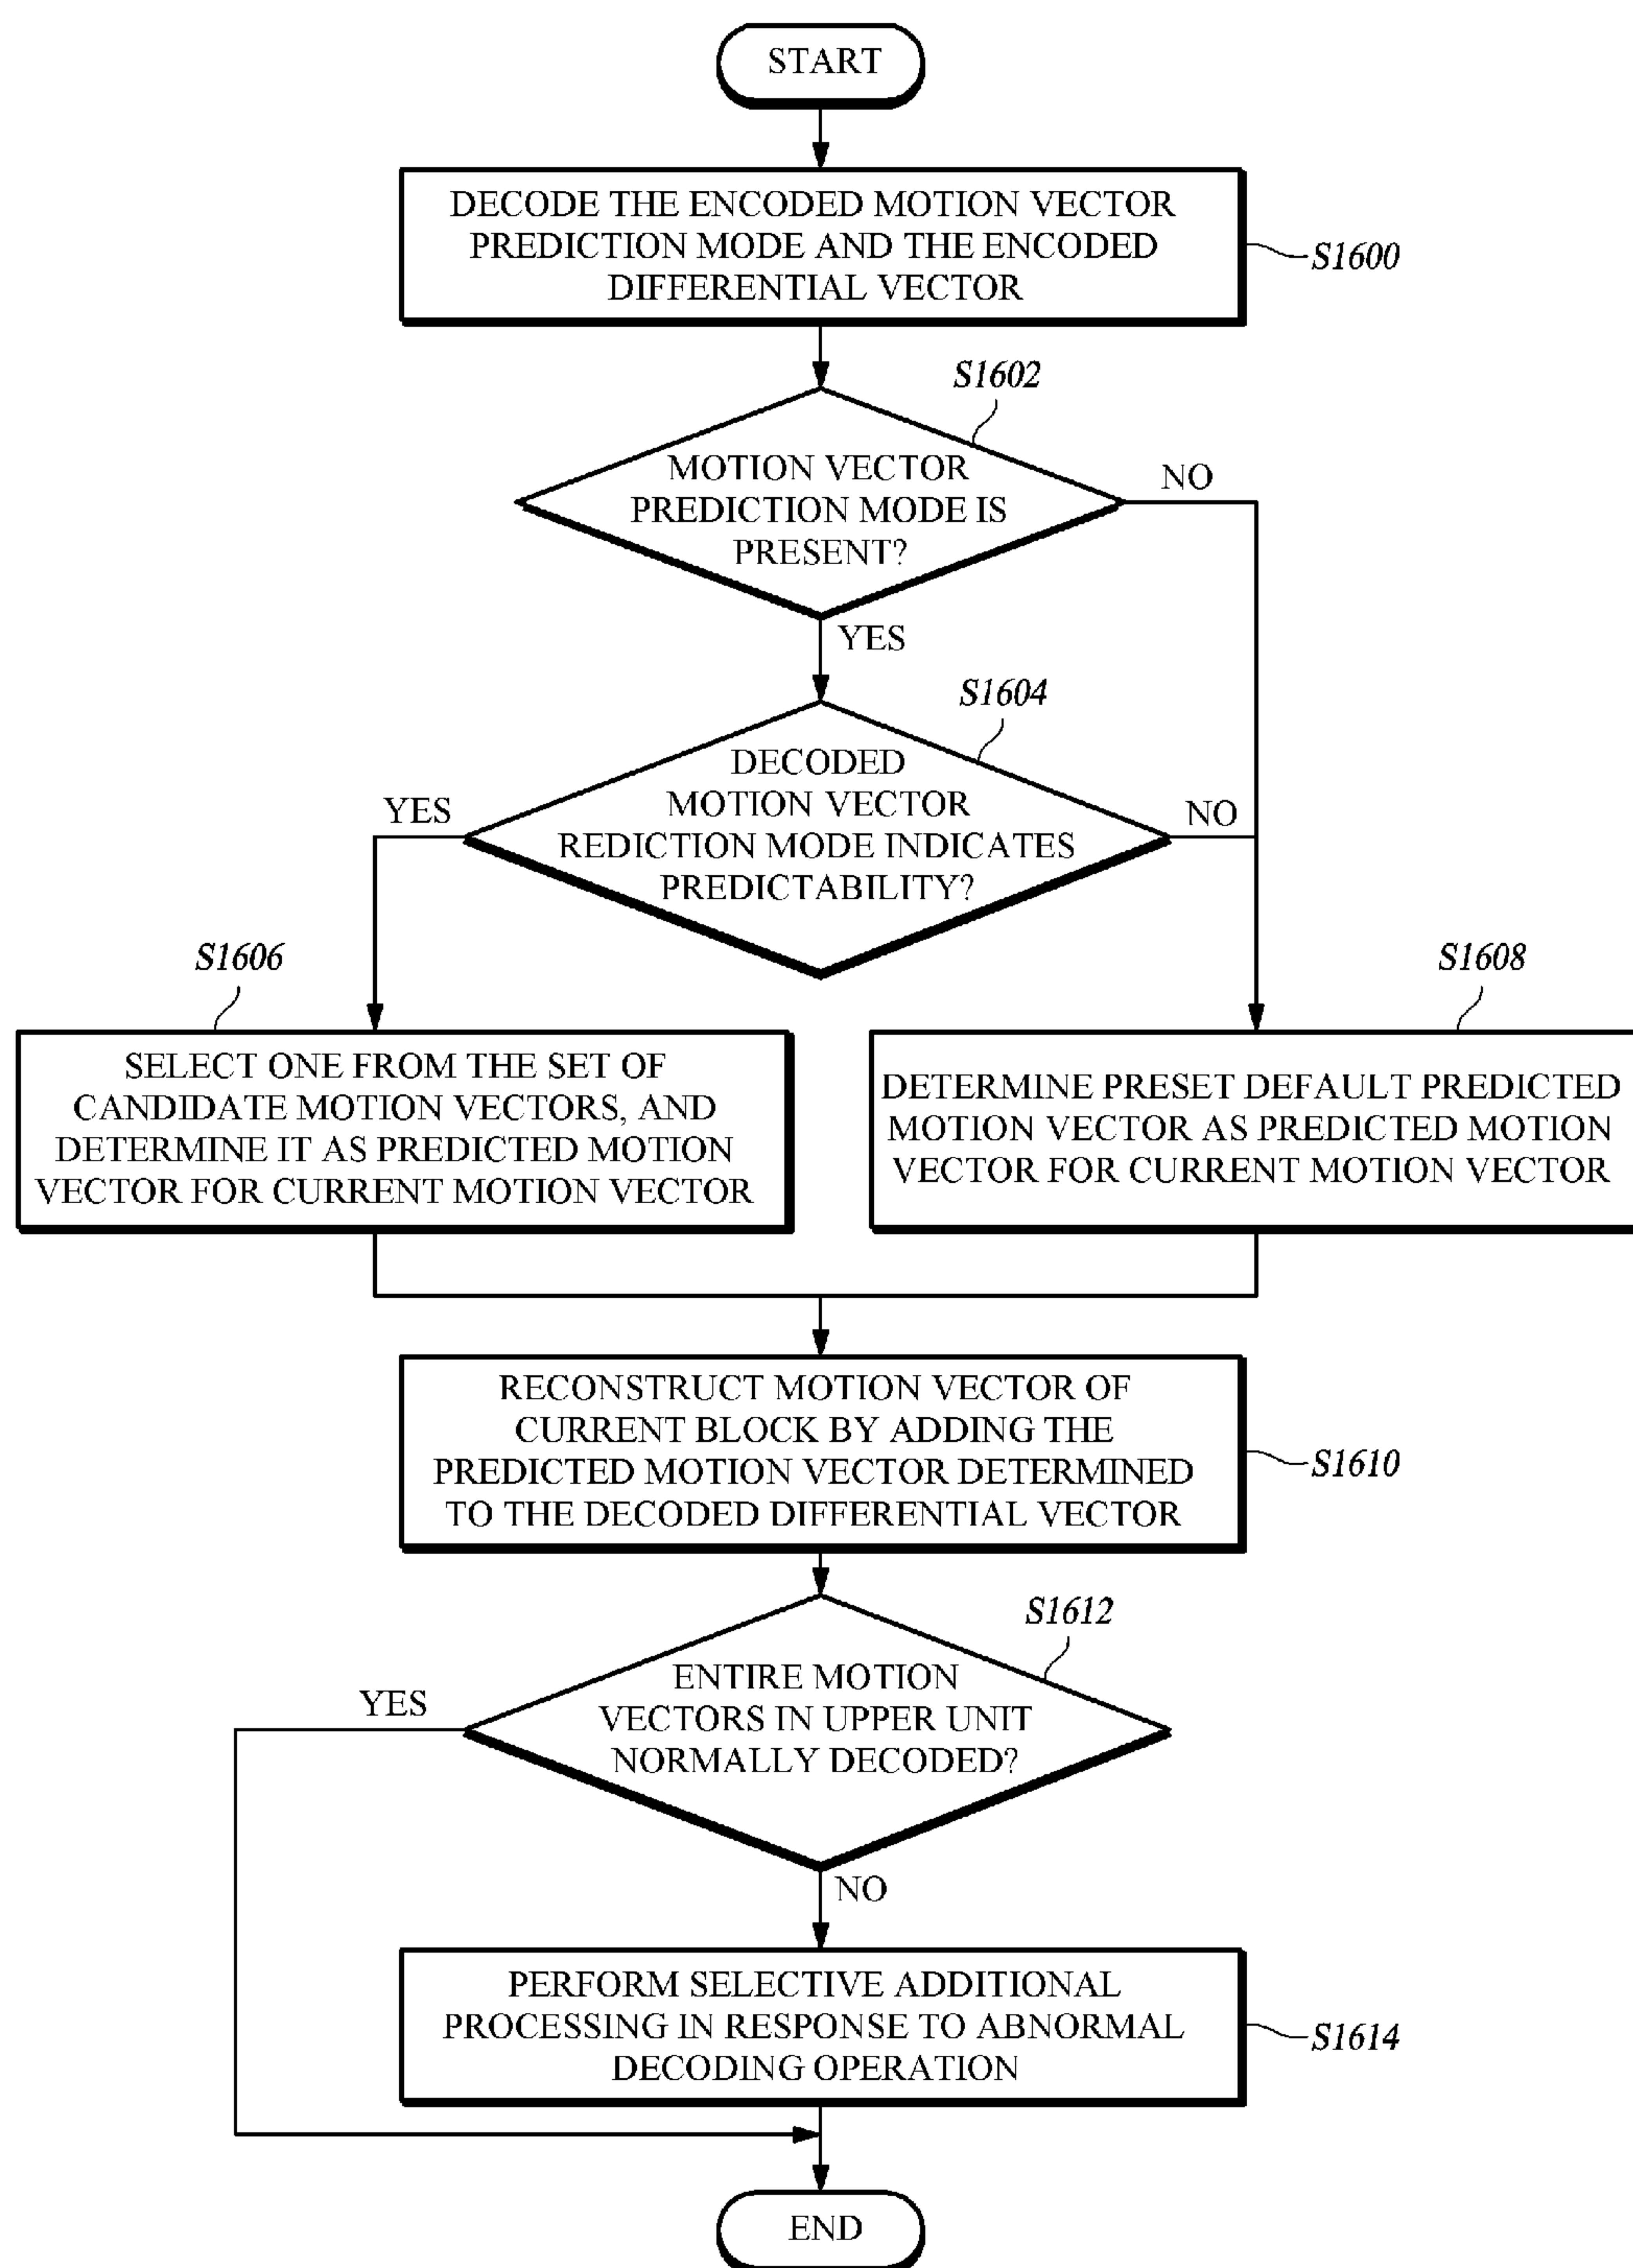 START
DECODE THE ENCODED MOTION VECTOR
PREDICTION MODE AND THE ENCODED
DIFFERENTIAL VECTOR
S1600
S1602
MOTION VECTOR
PREDICTION MODE IS
PRESENT?
NO
YES
S1604
DECODED
MOTION VECTOR
REDICTION MODE INDICATES
PREDICTABILITY?
YES
NO
S1606
S1608
SELECT ONE FROM THE SET OF
CANDIDATE MOTION VECTORS, AND
DETERMINE IT AS PREDICTED MOTION
VECTOR FOR CURRENT MOTION VECTOR
DETERMINE PRESET DEFAULT PREDICTED
MOTION VECTOR AS PREDICTED MOTION
VECTOR FOR CURRENT MOTION VECTOR
RECONSTRUCT MOTION VECTOR OF
CURRENT BLOCK BY ADDING THE
PREDICTED MOTION VECTOR DETERMINED
TO THE DECODED DIFFERENTIAL VECTOR
S1610
S1612
ENTIRE MOTION
VECTORS IN UPPER UNIT
NORMALLY DECODED?
YES
NO
PERFORM SELECTIVE ADDITIONAL
PROCESSING IN RESPONSE TO ABNORMAL
DECODING OPERATION
S1614
END